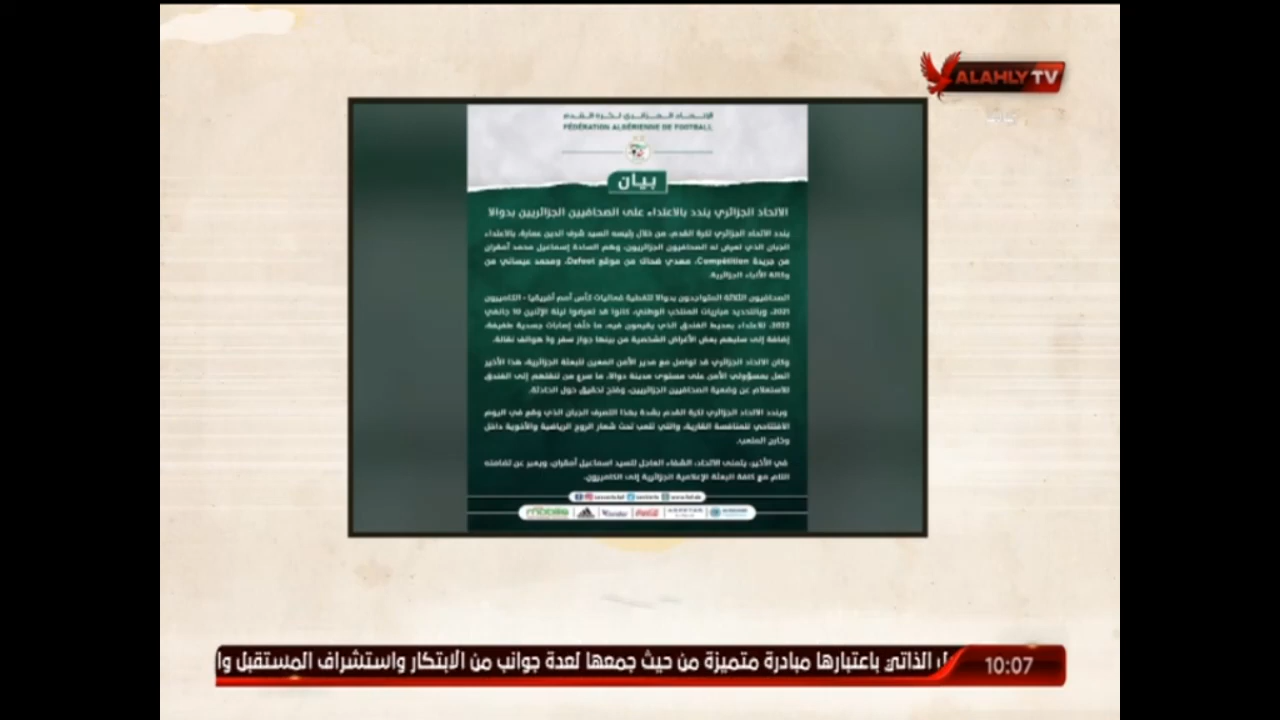 ALAHLY TV
الاتحاد الجزائري لكرة القدم
FÉDÉRATION ALGÉRIENNE DE FOOTBALL
بيان
الاتحاد الجزائري يندد بالاعتداء على الصحافيين الجزائريين بدوالا
يندد الاتحاد الجزائري لكرة القدم، من خلال رئيسه السيد شرف الدين عمارة، بالاعتداء
الجبان الذي تعرض له الصحافيون الجزائريون، وهم السادة إسماعيل محمد أمقران
من جريدة Compétition، مهدي ضحاك من موقع Dzfoot، ومحمد عيساني من
وكالة الأنباء الجزائرية.
الصحافيون الثلاثة المتواجدون بدوالا لتغطية فعاليات كأس أمم أفريقيا - الكاميرون
2021، وبالتحديد مباريات المنتخب الوطني، كانوا قد تعرضوا ليلة الإثنين 10 جانفي
2022، للاعتداء بمحيط الفندق الذي يقيمون فيه، ما خلّف إصابات جسدية طفيفة،
إضافة إلى سلبهم بعض الأغراض الشخصية من بينها جواز سفر و هواتف نقالة.
وكان الاتحاد الجزائري قد تواصل مع مدير الأمن المعين للبعثة الجزائرية، هذا الأخير
اتصل بمسؤولي الأمن على مستوى مدينة دوالا، ما سرع من تنقلهم إلى الفندق
للاستعلام عن وضعية الصحافيين الجزائريين، وفتح تحقيق حول الحادثة.
ويندد الاتحاد الجزائري لكرة القدم بشدة بهذا التصرف الجبان الذي وقع في اليوم
الافتتاحي للمنافسة القارية، والتي تلعب تحت شعار الروح الرياضية والأخوية داخل
وخارج الملعب.
في الأخير، يتمنى الاتحاد، الشفاء العاجل للسيد اسماعيل أمقران، ويعبر عن تضامنه
التام مع كافة البعثة الإعلامية الجزائرية إلى الكاميرون.
mobilis
Coca-Cola
الذاتي باعتبارها مبادرة متميزة من حيث جمعها لعدة جوانب من الابتكار واستشراف المستقبل وا
10:07